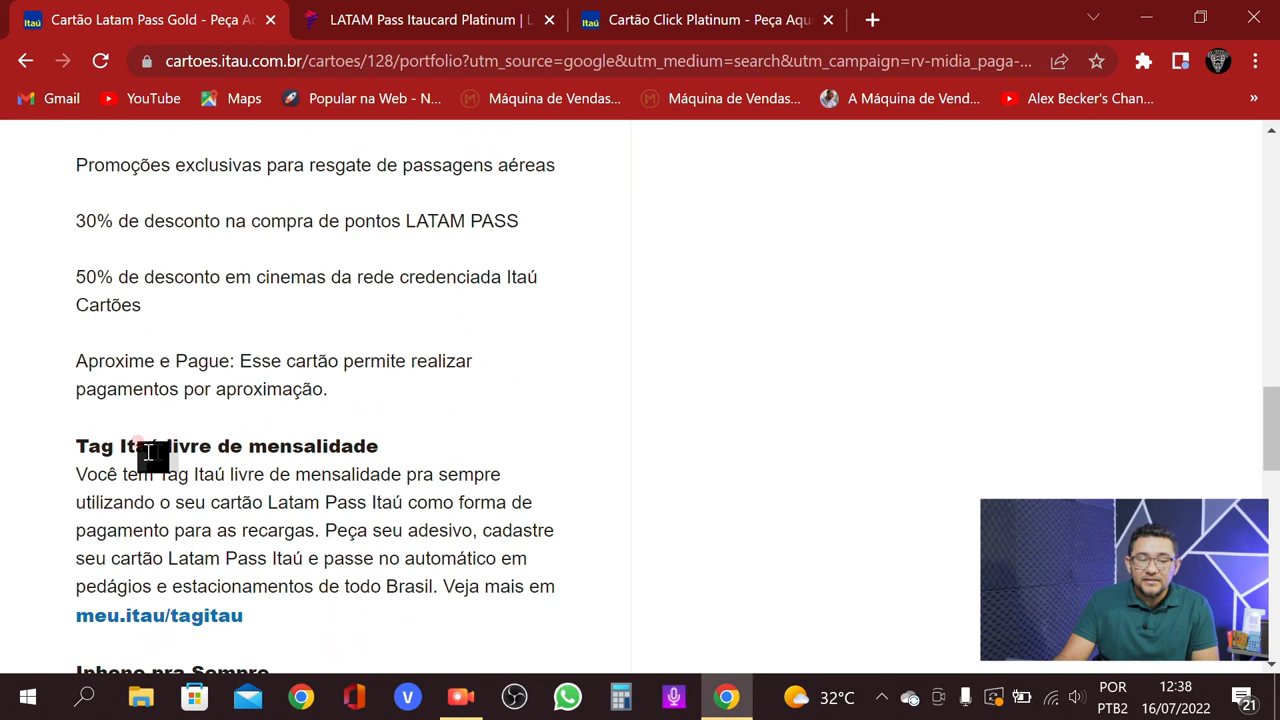 Cartão Latam Pass Gold - Peça Ac
LATAM Pass Itaucard Platinum | L
Cartão Click Platinum - Peça Aqu
cartoes.itau.com.br/cartoes/128/portfolio?utm_source=google&utm_medium=search&utm_campaign=rv-midia_paga-...
Gmail
YouTube
Maps
Popular na Web - N...
Máquina de Vendas...
Máquina de Vendas...
A Máquina de Vend...
Alex Becker's Chan...
Promoções exclusivas para resgate de passagens aéreas
30% de desconto na compra de pontos LATAM PASS
50% de desconto em cinemas da rede credenciada Itaú
Cartões
Aproxime e Pague: Esse cartão permite realizar
pagamentos por aproximação.
Tag Itaú livre de mensalidade
Você tem Tag Itaú livre de mensalidade pra sempre
utilizando o seu cartão Latam Pass Itaú como forma de
pagamento para as recargas. Peça seu adesivo, cadastre
seu cartão Latam Pass Itaú e passe no automático em
pedágios e estacionamentos de todo Brasil. Veja mais em
meu.itau/tagitau
Iphone pra Sempre
32°C
POR
PTB2
12:38
16/07/2022
21